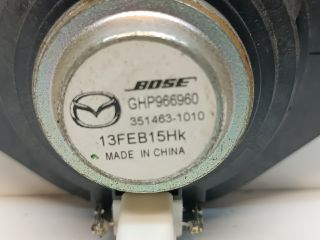 BOSE
GHP966960
351463-1010
13FEB15Hk
MADE IN CHINA